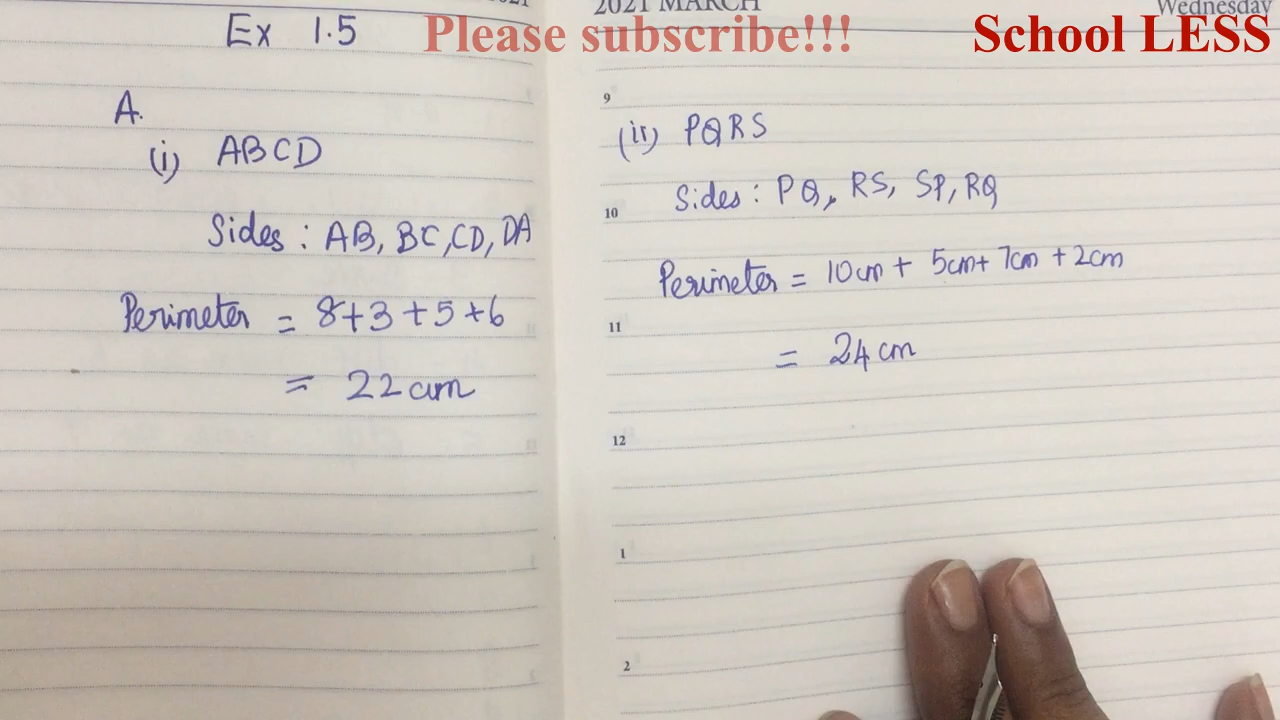 2021 MARCH
Wednesday
Please subscribe!!!
School LESS
Ex 1.5
A.
(i) ABCD
Sides : AB, BC, CD, DA
Perimeter = 8+3+5+6
= 22 cm
9
(ii) PQRS
10
Sides : PQ, RS, SP, RQ
Perimeter = 10cm + 5cm + 7cm + 2cm
11
= 24 cm
12
1
2